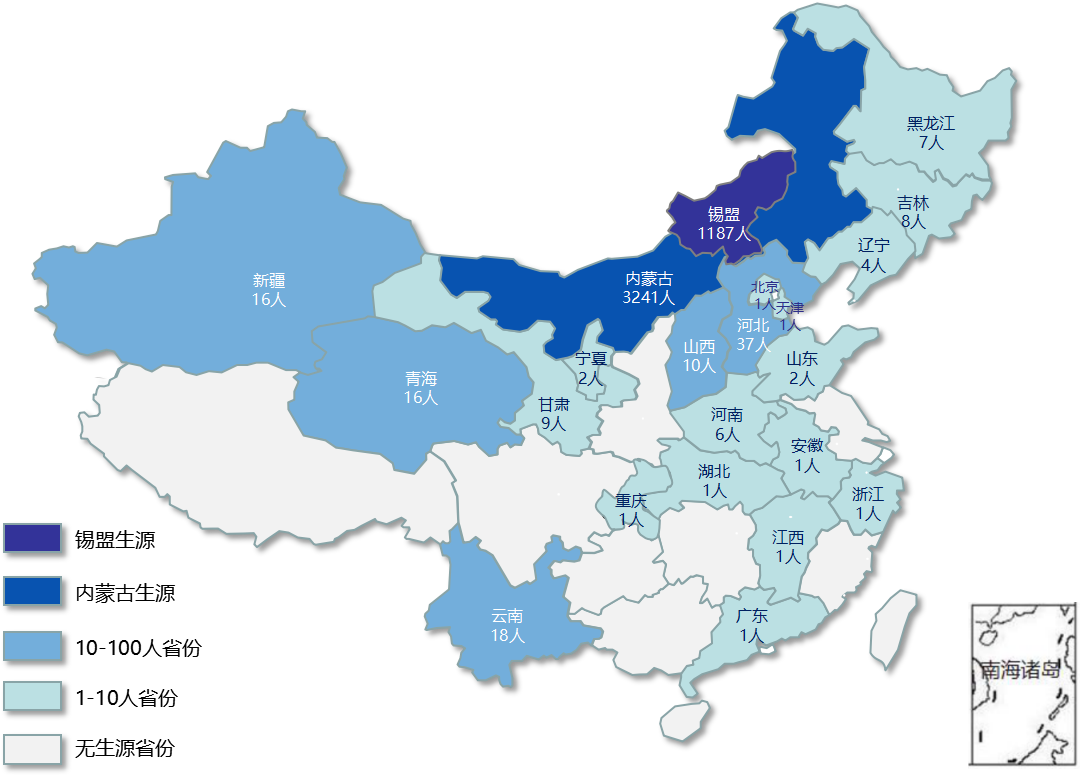 黑龙江
7人
吉林
8人
锡盟
1187人
辽宁
4人
新疆
16人
内蒙古
3241人
北京
1人
天津
1人
河北
37人
山西
10人
宁夏
2人
山东
2人
青海
16人
甘肃
9人
河南
6人
安徽
1人
湖北
1人
重庆
1人
浙江
1人
江西
1人
云南
18人
广东
1人
锡盟生源
内蒙古生源
10-100人省份
1-10人省份
无生源省份
南海诸岛